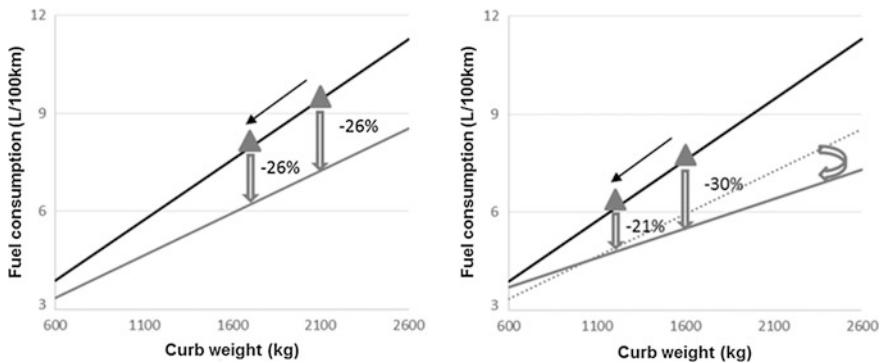 12
9
6
3
Fuel consumption (L/100km)
-26%
-26%
600 1100 1600 2100 2600
Curb weight (kg)
12
9
6
3
Fuel consumption (L/100km)
-30%
-21%
600 1100 1600 2100 2600
Curb weight (kg)